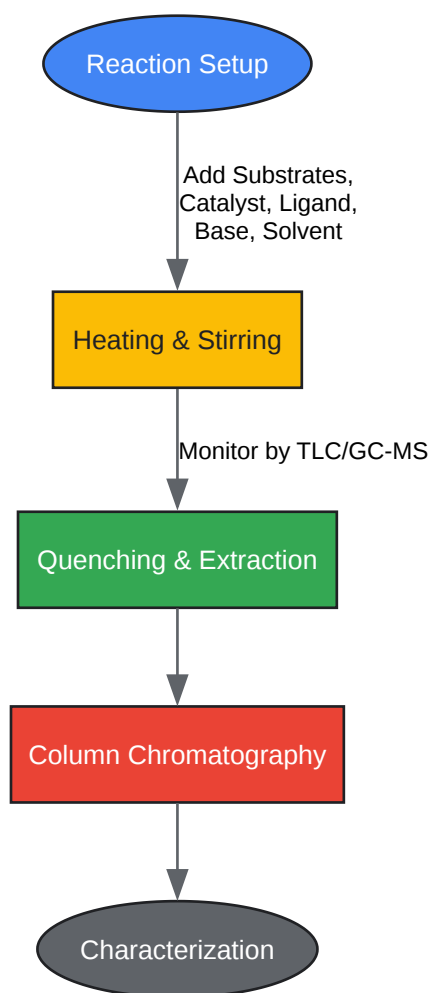 Reaction Setup
Add Substrates,
Catalyst, Ligand,
Base, Solvent
Heating & Stirring
Monitor by TLC/GC-MS
Quenching & Extraction
Column Chromatography
Characterization